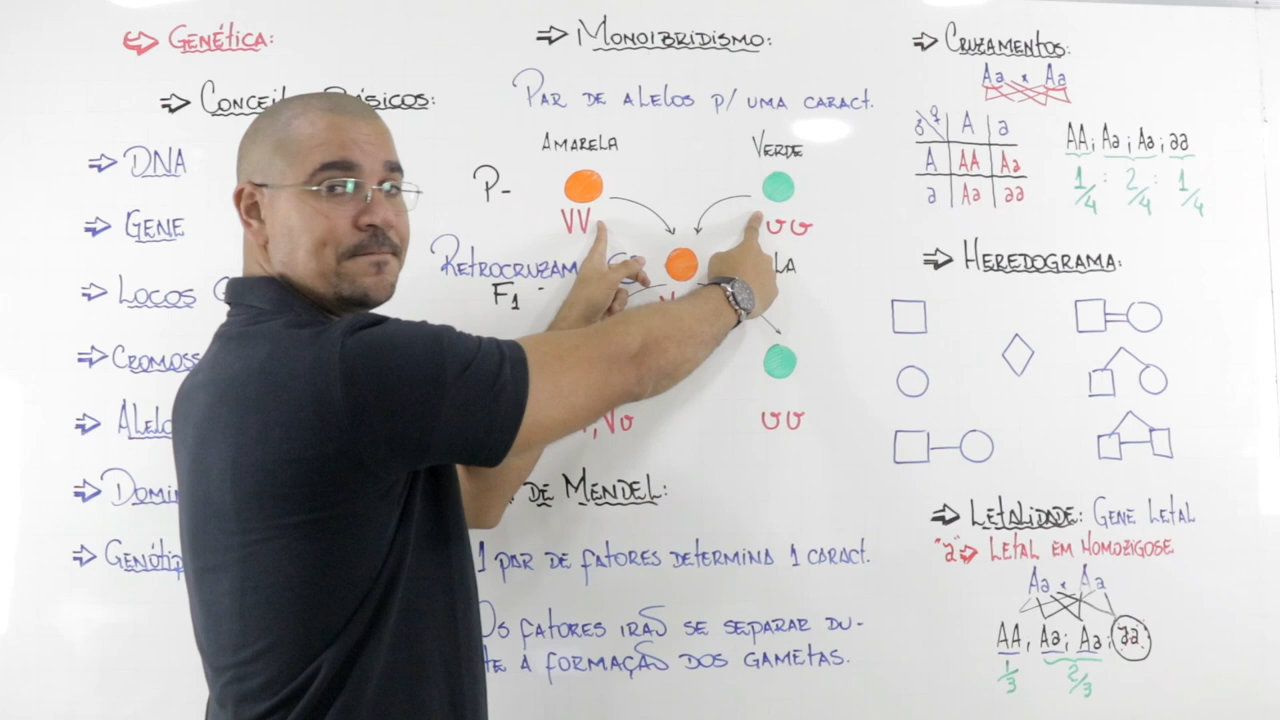 ⇒ GENÉTICA:
⇒ CONCEI SICOS:
⇒ DNA
⇒ GENE
⇒ LOCOS
⇒ CROMOSS
⇒ ALELO
⇒ DOMIN
⇒ GENÓTIP
⇒ MONOIBRIDISMO:
PAR DE ALELOS P/ UMA CARACT.
AMARELA VERDE
P-
VV vv
RETROCRUZAM LA
F1
, Vv vv
DE MENDEL:
1 PAR DE FATORES DETERMINA 1 CARACT.
OS FATORES IRÃO SE SEPARAR DU-
TE A FORMAÇÃO DOS GAMETAS.
⇒ CRUZAMENTOS:
Aa × Aa
♂ ♀ A a
A AA Aa
a Aa aa
AA; Aa; Aa; aa
1/4 : 2/4 : 1/4
⇒ HEREDOGRAMA:
⇒ LETALIDADE: GENE LETAL
"a" ⇒ LETAL EM HOMOZIGOSE
Aa × Aa
AA, Aa; Aa; aa
1/3 2/3